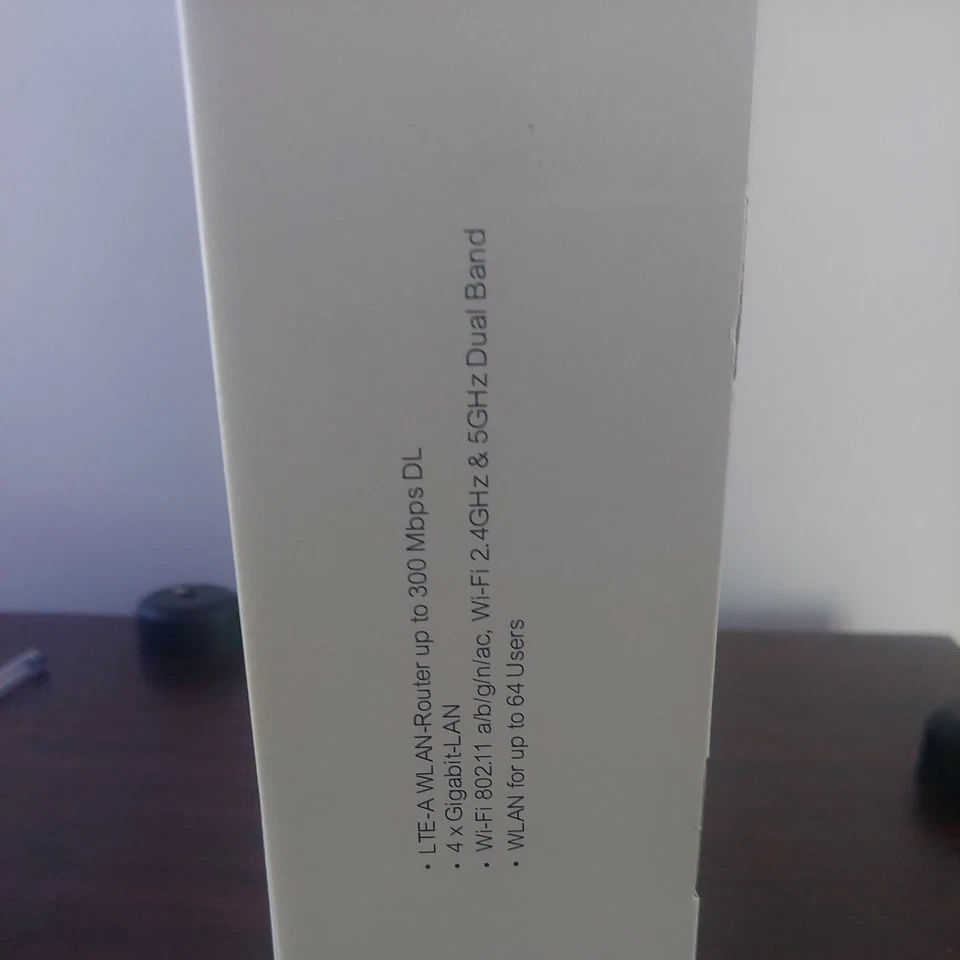 • LTE-A WLAN-Router up to 300 Mbps DL
• 4 x Gigabit-LAN
• Wi-Fi 802.11 a/b/g/n/ac, Wi-Fi 2.4GHz & 5GHz Dual Band
• WLAN for up to 64 Users